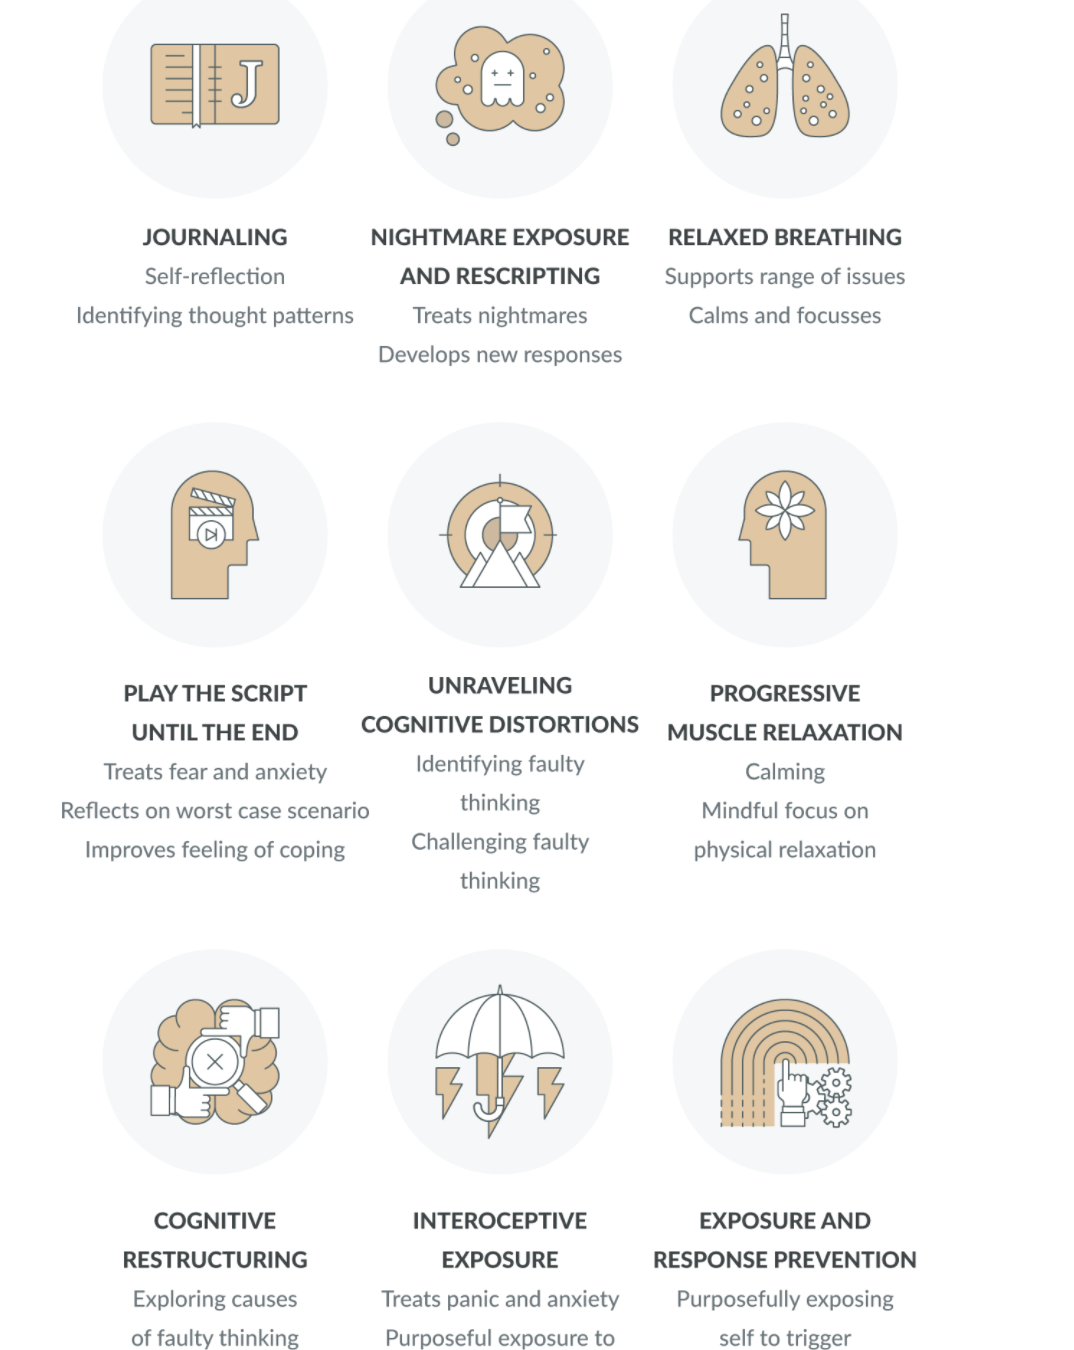 J
JOURNALING
Self-reflection
Identifying thought patterns
NIGHTMARE EXPOSURE
AND RESCRIPTING
Treats nightmares
Develops new responses
RELAXED BREATHING
Supports range of issues
Calms and focusses
PLAY THE SCRIPT
UNTIL THE END
Treats fear and anxiety
Reflects on worst case scenario
Improves feeling of coping
UNRAVELING
COGNITIVE DISTORTIONS
Identifying faulty
thinking
Challenging faulty
thinking
PROGRESSIVE
MUSCLE RELAXATION
Calming
Mindful focus on
physical relaxation
COGNITIVE
RESTRUCTURING
Exploring causes
of faulty thinking
INTEROCEPTIVE
EXPOSURE
Treats panic and anxiety
Purposeful exposure to
EXPOSURE AND
RESPONSE PREVENTION
Purposefully exposing
self to trigger